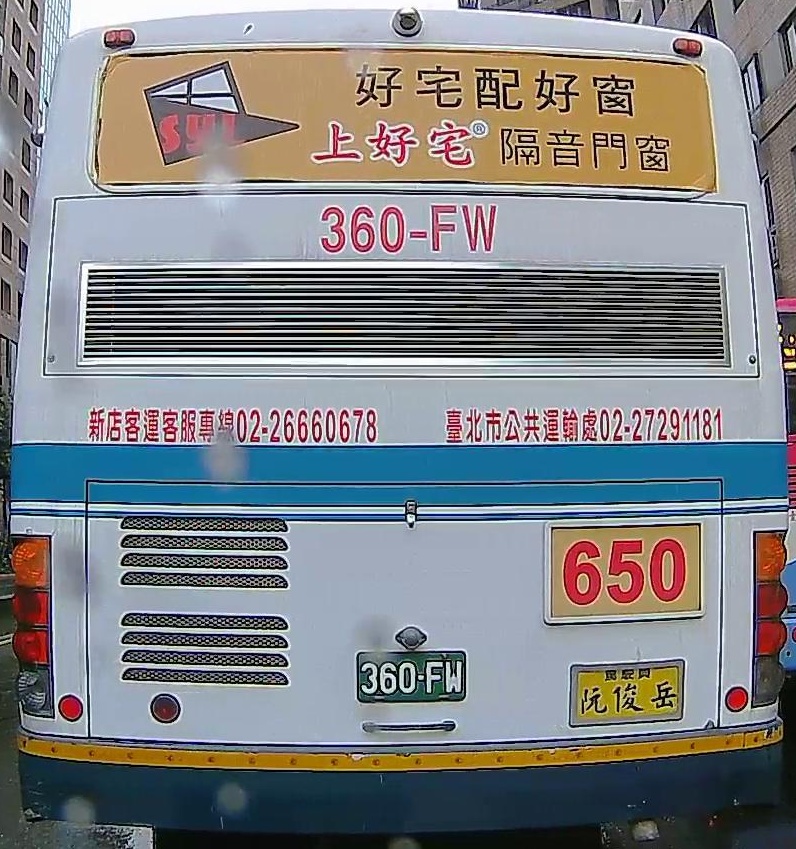 SYI
好宅配好窗
上好宅® 隔音門窗
360-FW
新店客運客服專線02-26660678
臺北市公共運輸處02-27291181
650
360-FW
駕駛員
阮俊岳